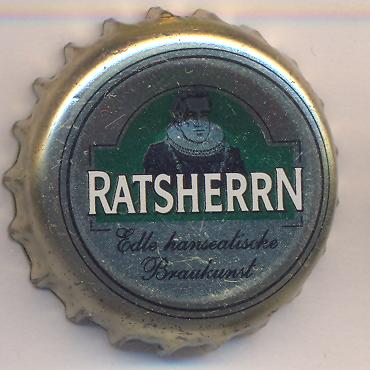 RATSHERRN
Edle hanseatische
Braukunst